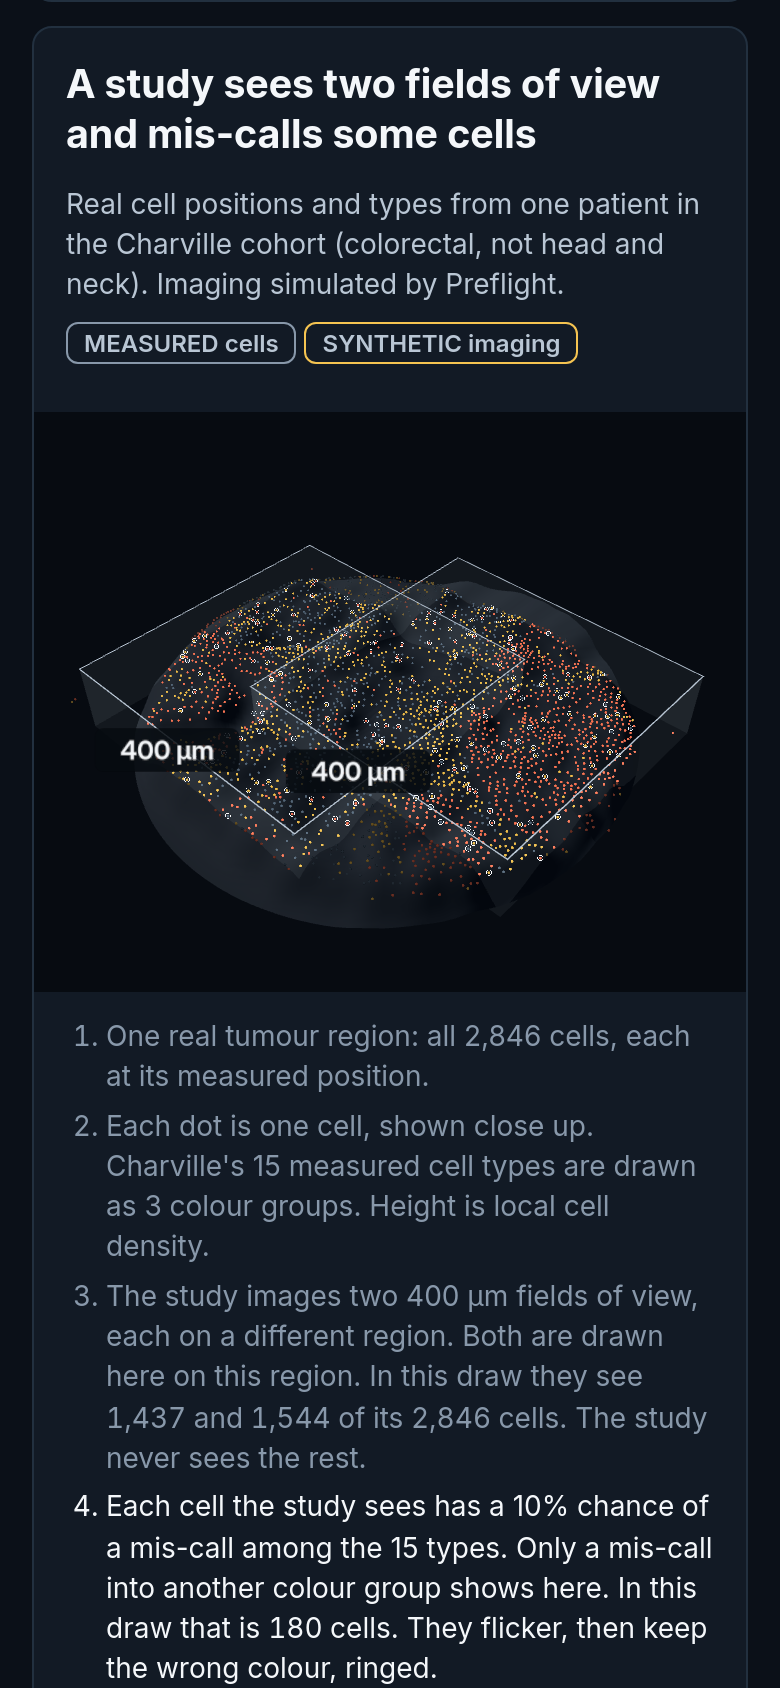 A study sees two fields of view
and mis-calls some cells
Real cell positions and types from one patient in
the Charville cohort (colorectal, not head and
neck). Imaging simulated by Preflight.
MEASURED cells SYNTHETIC imaging
400 µm
400 µm
1. One real tumour region: all 2,846 cells, each
at its measured position.
2. Each dot is one cell, shown close up.
Charville's 15 measured cell types are drawn
as 3 colour groups. Height is local cell
density.
3. The study images two 400 µm fields of view,
each on a different region. Both are drawn
here on this region. In this draw they see
1,437 and 1,544 of its 2,846 cells. The study
never sees the rest.
4. Each cell the study sees has a 10% chance of
a mis-call among the 15 types. Only a mis-call
into another colour group shows here. In this
draw that is 180 cells. They flicker, then keep
the wrong colour, ringed.